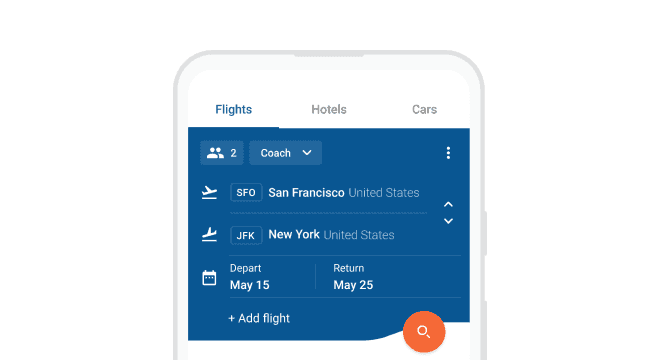 Flights Hotels Cars
2 Coach
SFO San Francisco United States
JFK New York United States
Depart Return
May 15 May 25
+ Add flight